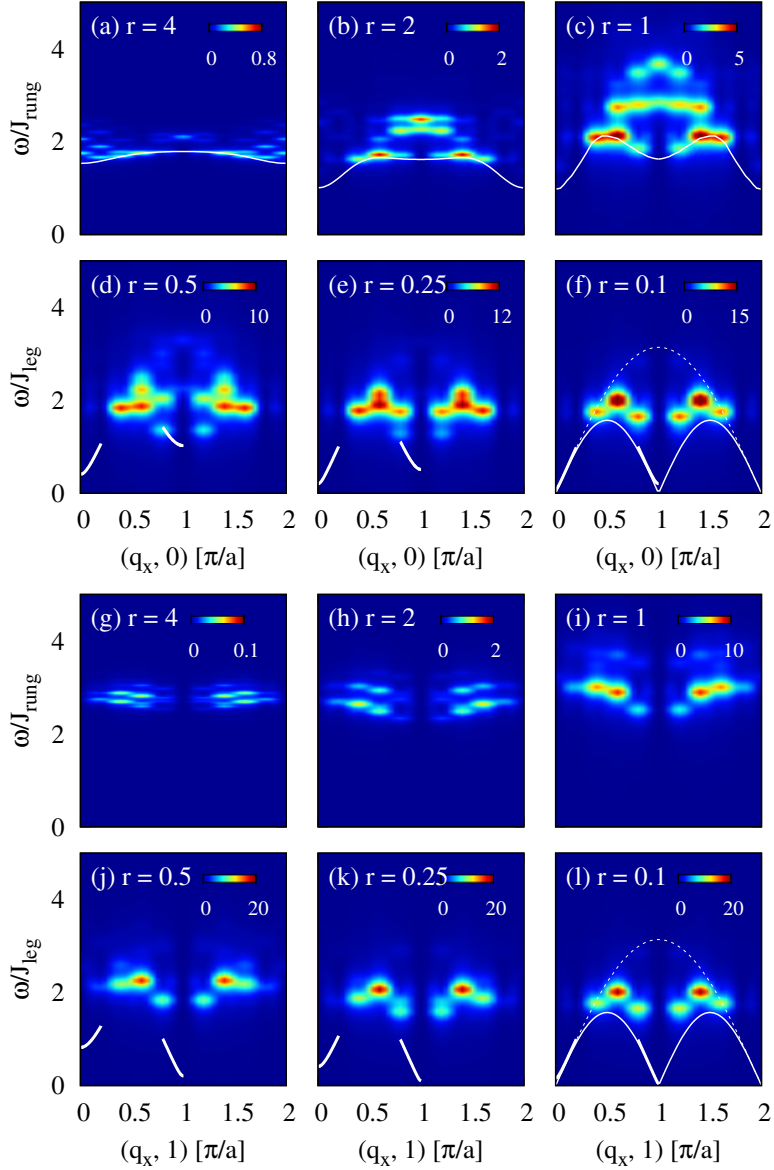 (a) r = 4
0 0.8
(b) r = 2
0 2
(c) r = 1
0 5
ω/J_rung
4
2
0
(d) r = 0.5
0 10
(e) r = 0.25
0 12
(f) r = 0.1
0 15
ω/J_leg
4
2
0
0 0.5 1 1.5 2
0 0.5 1 1.5 2
0 0.5 1 1.5 2
(q_x, 0) [π/a]
(q_x, 0) [π/a]
(q_x, 0) [π/a]
(g) r = 4
0 0.1
(h) r = 2
0 2
(i) r = 1
0 10
ω/J_rung
4
2
0
(j) r = 0.5
0 20
(k) r = 0.25
0 20
(l) r = 0.1
0 20
ω/J_leg
4
2
0
0 0.5 1 1.5 2
0 0.5 1 1.5 2
0 0.5 1 1.5 2
(q_x, 1) [π/a]
(q_x, 1) [π/a]
(q_x, 1) [π/a]